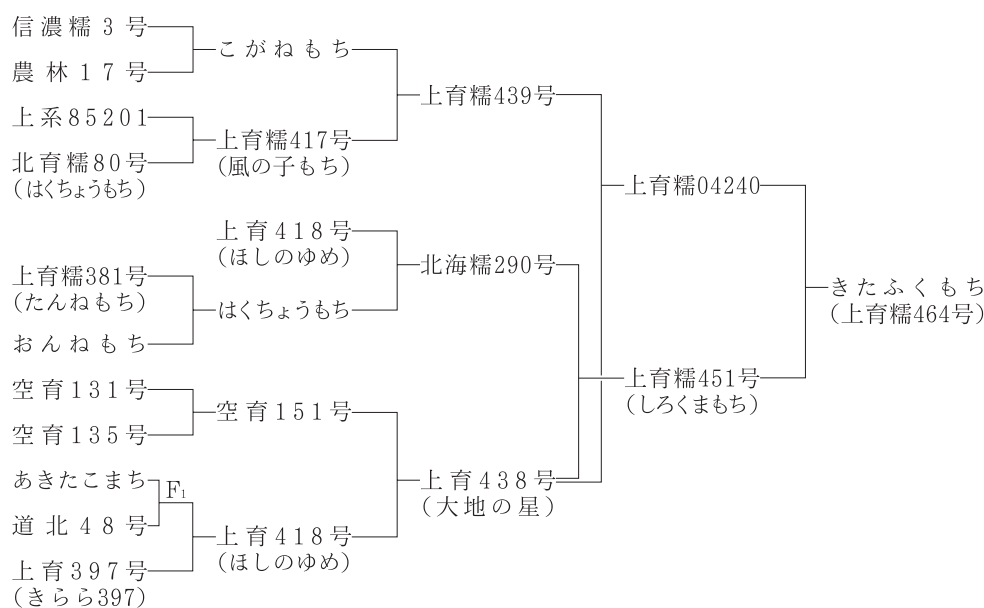 信濃糯3号
農林17号
こがねもち
上系85201
北育糯80号
(はくちょうもち)
上育糯417号
(風の子もち)
上育糯439号
上育418号
(ほしのゆめ)
上育糯381号
(たんねもち)
おんねもち
はくちょうもち
北海糯290号
空育131号
空育135号
空育151号
あきたこまち
道北48号
F1
上育397号
(きらら397)
上育418号
(ほしのゆめ)
上育438号
(大地の星)
上育糯04240
上育糯451号
(しろくまもち)
きたふくもち
(上育糯464号)